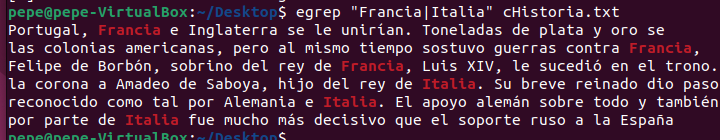 pepe@pepe-VirtualBox:~/Desktop$ egrep "Francia|Italia" cHistoria.txt
Portugal, Francia e Inglaterra se le unirían. Toneladas de plata y oro se
las colonias americanas, pero al mismo tiempo sostuvo guerras contra Francia,
Felipe de Borbón, sobrino del rey de Francia, Luis XIV, le sucedió en el trono.
la corona a Amadeo de Saboya, hijo del rey de Italia. Su breve reinado dio paso
reconocido como tal por Alemania e Italia. El apoyo alemán sobre todo y también
por parte de Italia fue mucho más decisivo que el soporte ruso a la España
pepe@pepe-VirtualBox:~/Desktop$